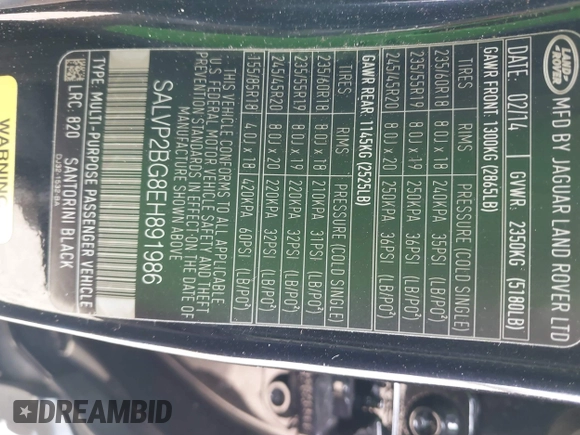 LAND-
ROVER
MFD BY JAGUAR LAND ROVER LTD
02/14 GVWR: 2350KG (5180LB)
GAWR FRONT: 1300KG (2865LB)
TIRES RIMS PRESSURE (COLD SINGLE)
235/60R18 8.0J x 18 240KPA 35PSI (LB/PO²)
235/55R19 8.0J x 19 250KPA 36PSI (LB/PO²)
245/45R20 8.0J x 20 250KPA 36PSI (LB/PO²)
GAWR REAR: 1145KG (2525LB)
TIRES RIMS PRESSURE (COLD SINGLE)
235/60R18 8.0J x 18 210KPA 31PSI (LB/PO²)
235/55R19 8.0J x 19 220KPA 32PSI (LB/PO²)
245/45R20 8.0J x 20 220KPA 32PSI (LB/PO²)
155/85R18 4.0J x 18 420KPA 60PSI (LB/PO²)
THIS VEHICLE CONFORMS TO ALL APPLICABLE
U.S FEDERAL MOTOR VEHICLE SAFETY AND THEFT
PREVENTION STANDARDS IN EFFECT ON THE DATE OF
MANUFACTURE SHOWN ABOVE
SALVP2BG8EH891986
TYPE: MULTI-PURPOSE PASSENGER VEHICLE
LRC: 820 SANTORINI BLACK
DJ32-1532-BA
WARNING
DREAMBID